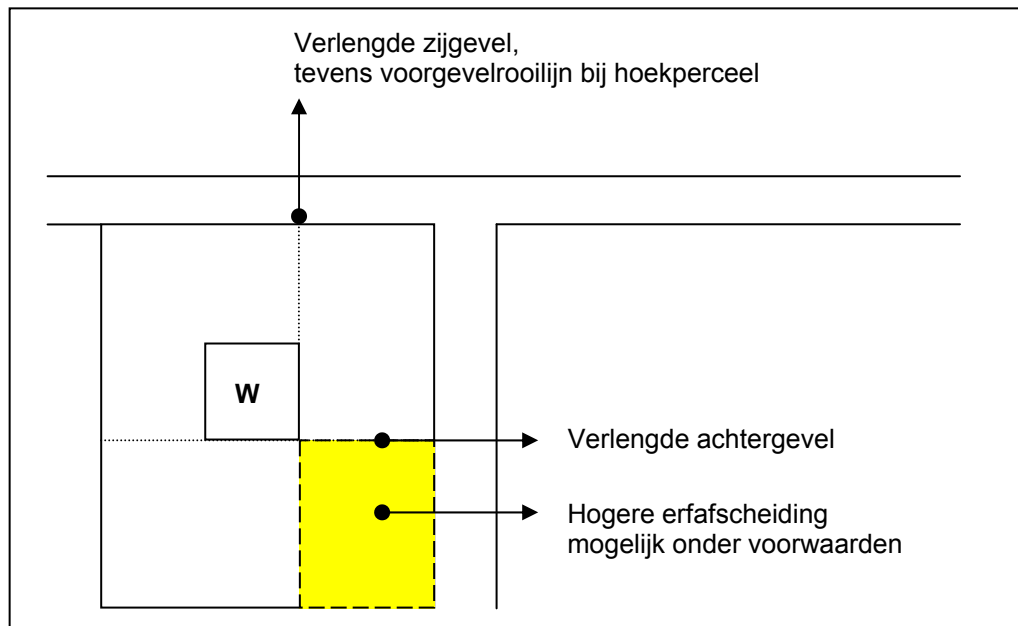 Verlengde zijgevel,
tevens voorgevelrooilijn bij hoekperceel
W
Verlengde achtergevel
Hogere erfafscheiding
mogelijk onder voorwaarden